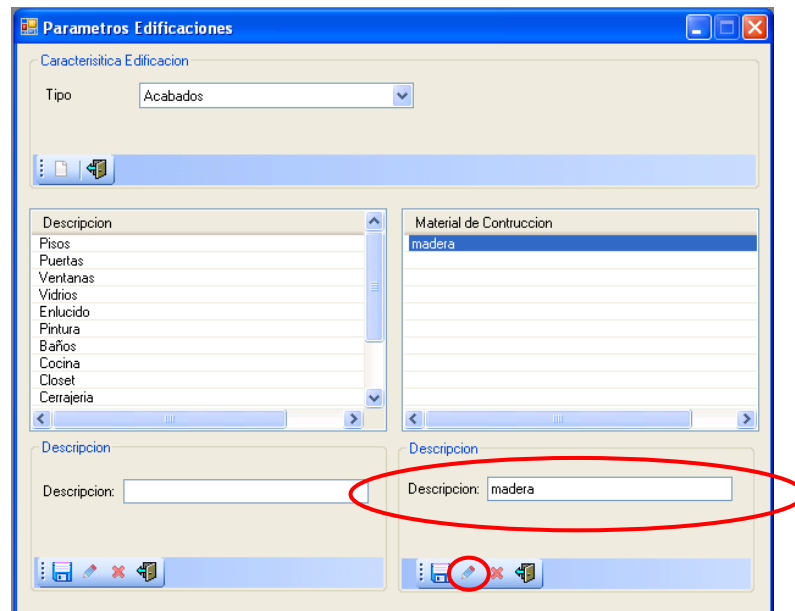 Parametros Edificaciones
Caracterisitica Edificacion
Tipo
Acabados
Descripcion
Pisos
Puertas
Ventanas
Vidrios
Enlucido
Pintura
Baños
Cocina
Closet
Cerrajeria
Material de Contruccion
madera
Descripcion
Descripcion:
Descripcion
Descripcion: madera